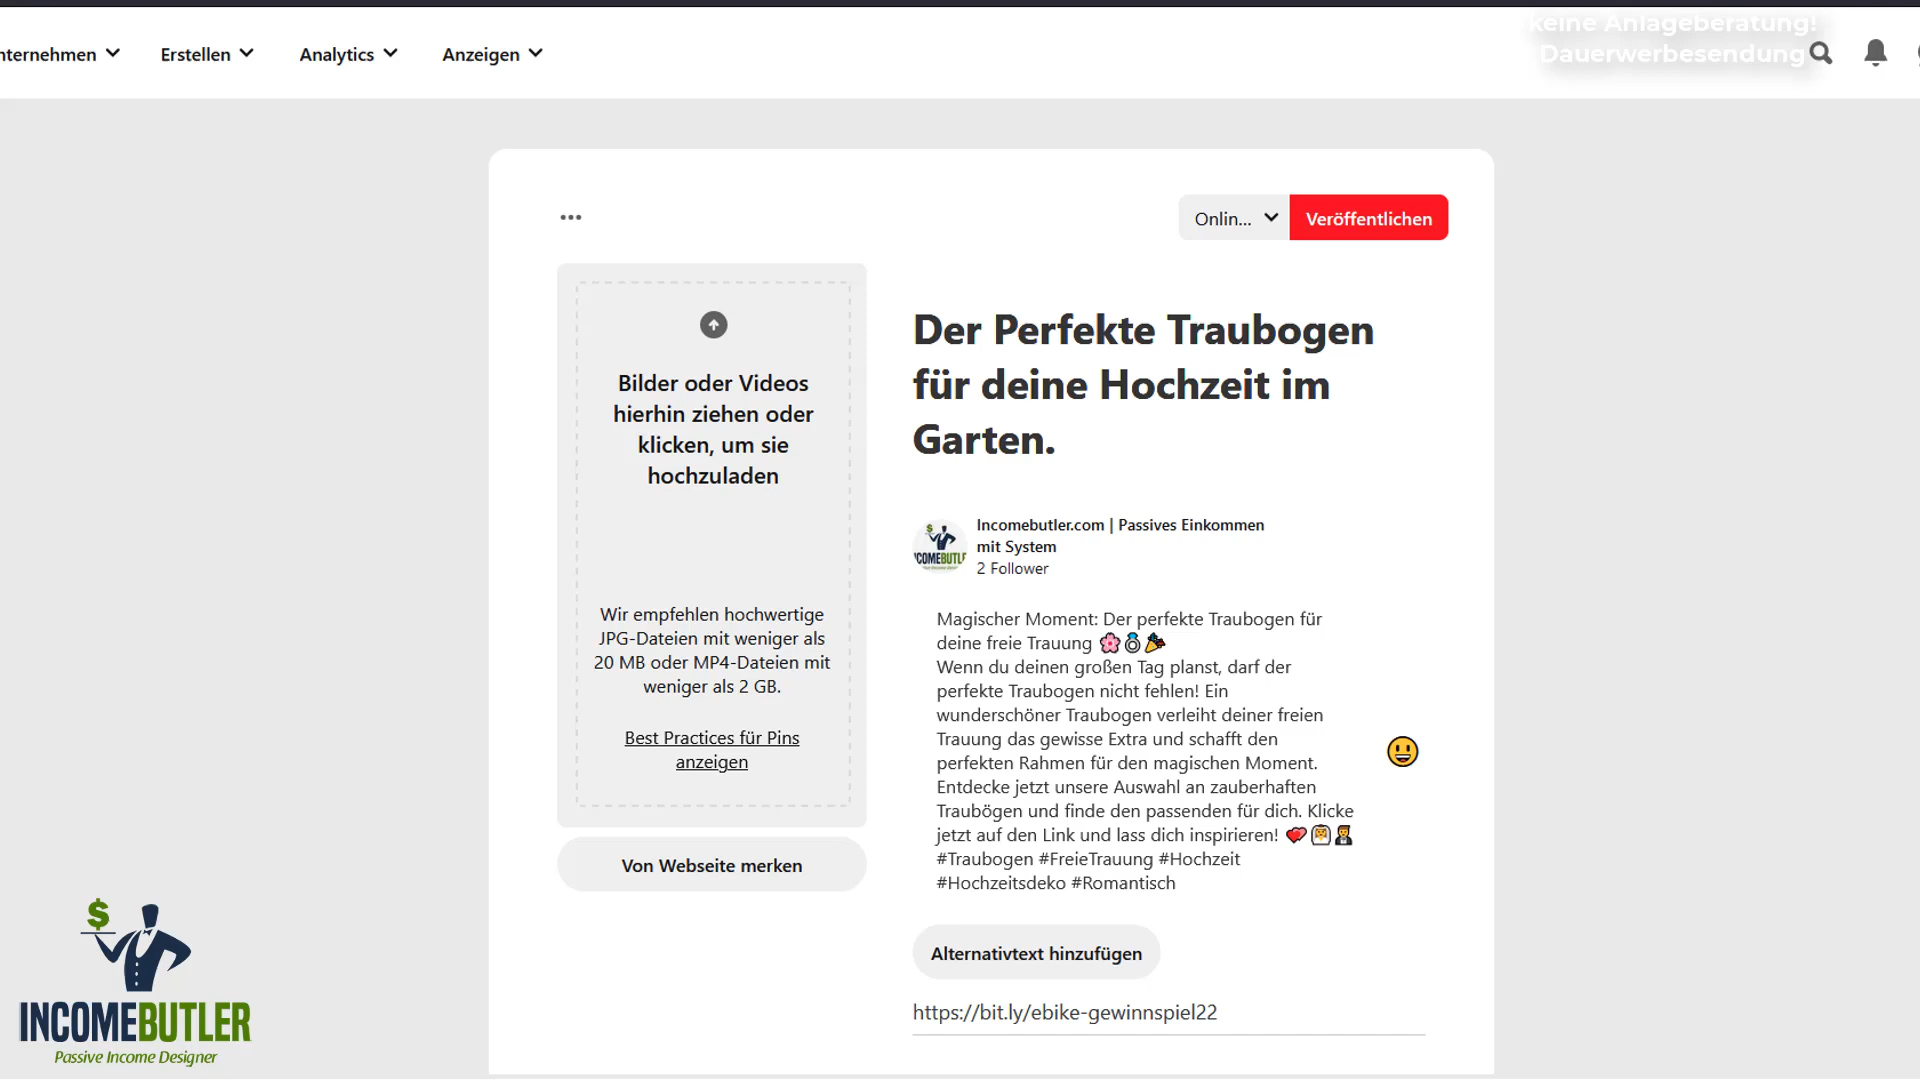 keine Anlageberatung!
Dauerwerbesendung
nternehmen Erstellen Analytics Anzeigen
... Onlin... Veröffentlichen
Bilder oder Videos
hierhin ziehen oder
klicken, um sie
hochzuladen
Wir empfehlen hochwertige
JPG-Dateien mit weniger als
20 MB oder MP4-Dateien mit
weniger als 2 GB.
Best Practices für Pins
anzeigen
Von Webseite merken
Der Perfekte Traubogen
für deine Hochzeit im
Garten.
Incomebutler.com | Passives Einkommen
mit System
2 Follower
Magischer Moment: Der perfekte Traubogen für
deine freie Trauung 🌸💍🎉
Wenn du deinen großen Tag planst, darf der
perfekte Traubogen nicht fehlen! Ein
wunderschöner Traubogen verleiht deiner freien
Trauung das gewisse Extra und schafft den
perfekten Rahmen für den magischen Moment.
Entdecke jetzt unsere Auswahl an zauberhaften
Traubögen und finde den passenden für dich. Klicke
jetzt auf den Link und lass dich inspirieren! 💕👰🤵
#Traubogen #FreieTrauung #Hochzeit
#Hochzeitsdeko #Romantisch
Alternativtext hinzufügen
https://bit.ly/ebike-gewinnspiel22
INCOMEBUTLER
Passive Income Designer